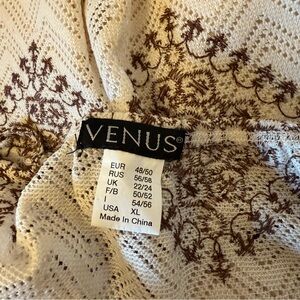 VENUS®
EUR 48/50
RUS 56/58
UK 22/24
F/B 50/52
I 54/56
USA XL
Made In China